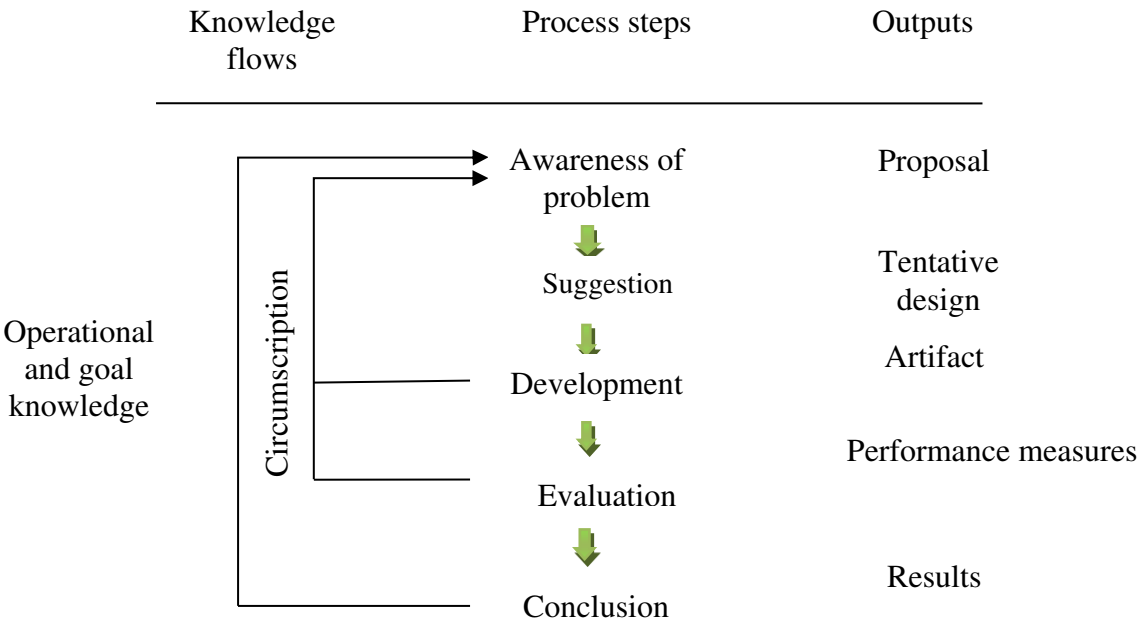 Knowledge
flows
Process steps
Outputs
Awareness of
problem
Proposal
Suggestion
Tentative
design
Operational
and goal
knowledge
Circumscription
Development
Artifact
Evaluation
Performance measures
Conclusion
Results